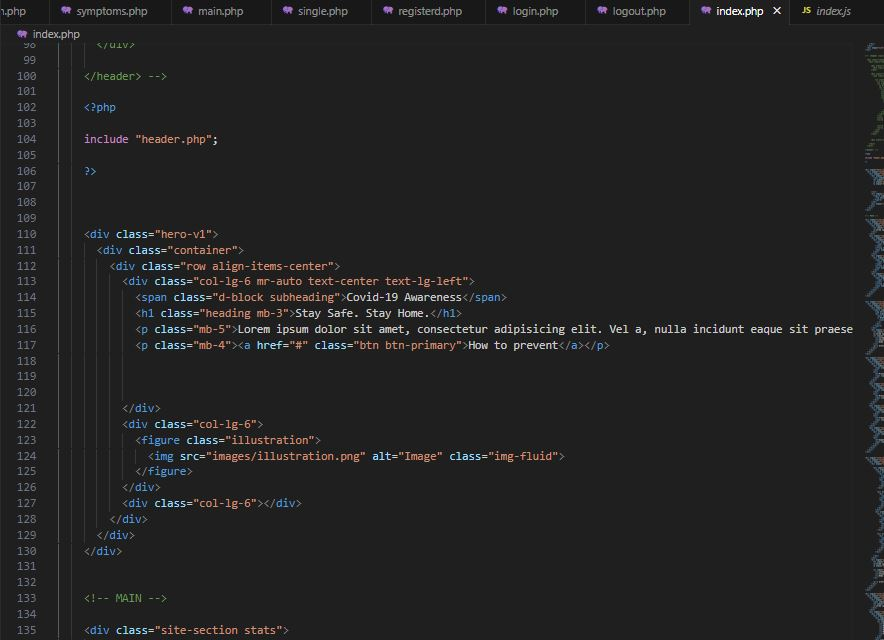 n.php symptoms.php main.php single.php registerd.php login.php logout.php index.php × JS index.js
index.php
98 </div>
99
100 </header> -->
101
102 <?php
103
104 include "header.php";
105
106 ?>
107
108
109
110 <div class="hero-v1">
111 <div class="container">
112 <div class="row align-items-center">
113 <div class="col-lg-6 mr-auto text-center text-lg-left">
114 <span class="d-block subheading">Covid-19 Awareness</span>
115 <h1 class="heading mb-3">Stay Safe. Stay Home.</h1>
116 <p class="mb-5">Lorem ipsum dolor sit amet, consectetur adipisicing elit. Vel a, nulla incidunt eaque sit praese
117 <p class="mb-4"><a href="#" class="btn btn-primary">How to prevent</a></p>
118
119
120
121 </div>
122 <div class="col-lg-6">
123 <figure class="illustration">
124 <img src="images/illustration.png" alt="Image" class="img-fluid">
125 </figure>
126 </div>
127 <div class="col-lg-6"></div>
128 </div>
129 </div>
130 </div>
131
132
133 <!-- MAIN -->
134
135 <div class="site-section stats">